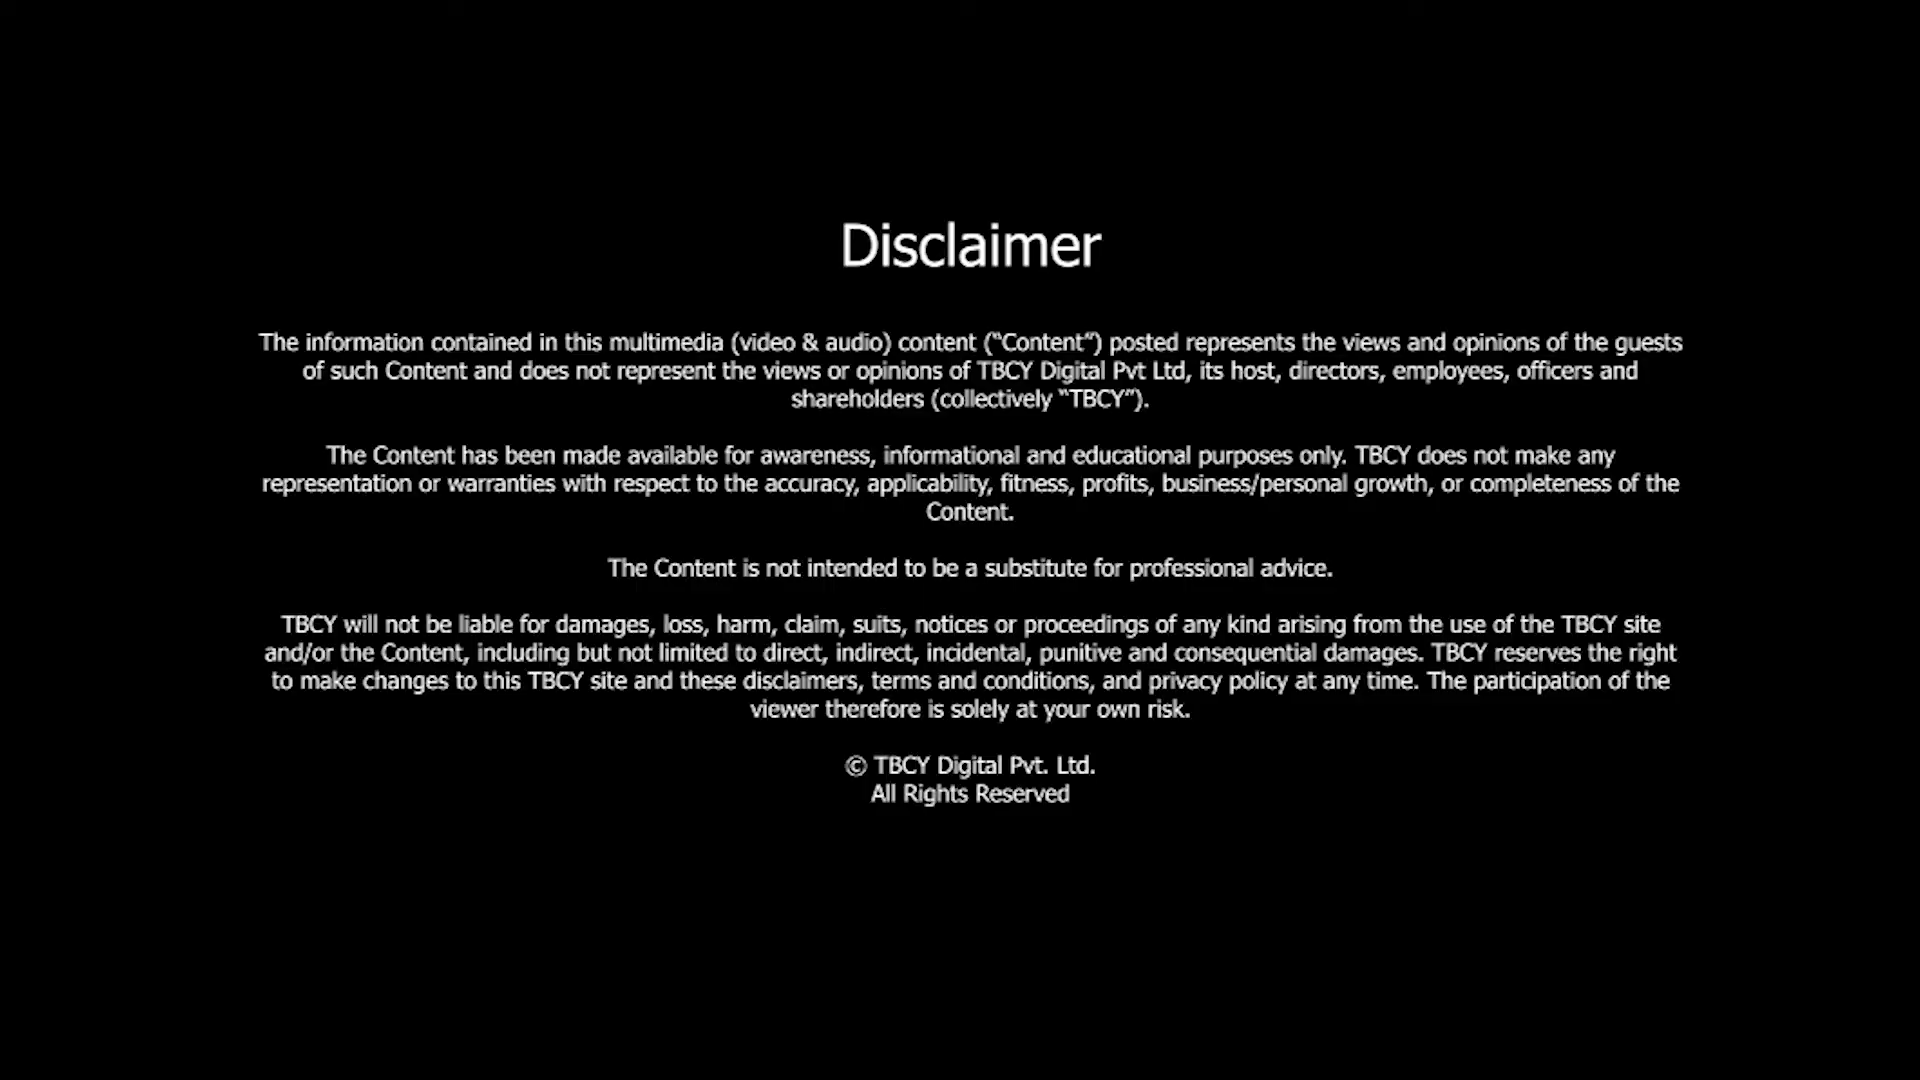 Disclaimer
The information contained in this multimedia (video & audio) content (“Content”) posted represents the views and opinions of the guests
of such Content and does not represent the views or opinions of TBCY Digital Pvt Ltd, its host, directors, employees, officers and
shareholders (collectively “TBCY”).
The Content has been made available for awareness, informational and educational purposes only. TBCY does not make any
representation or warranties with respect to the accuracy, applicability, fitness, profits, business/personal growth, or completeness of the
Content.
The Content is not intended to be a substitute for professional advice.
TBCY will not be liable for damages, loss, harm, claim, suits, notices or proceedings of any kind arising from the use of the TBCY site
and/or the Content, including but not limited to direct, indirect, incidental, punitive and consequential damages. TBCY reserves the right
to make changes to this TBCY site and these disclaimers, terms and conditions, and privacy policy at any time. The participation of the
viewer therefore is solely at your own risk.
© TBCY Digital Pvt. Ltd.
All Rights Reserved